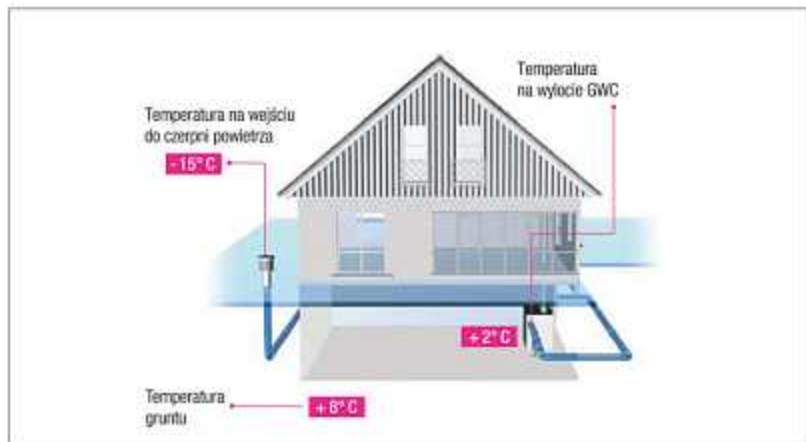 Temperatura
na wylocie GWC
Temperatura na wejściu
do czerpni powietrza
-15° C
+2° C
Temperatura
gruntu
+8° C